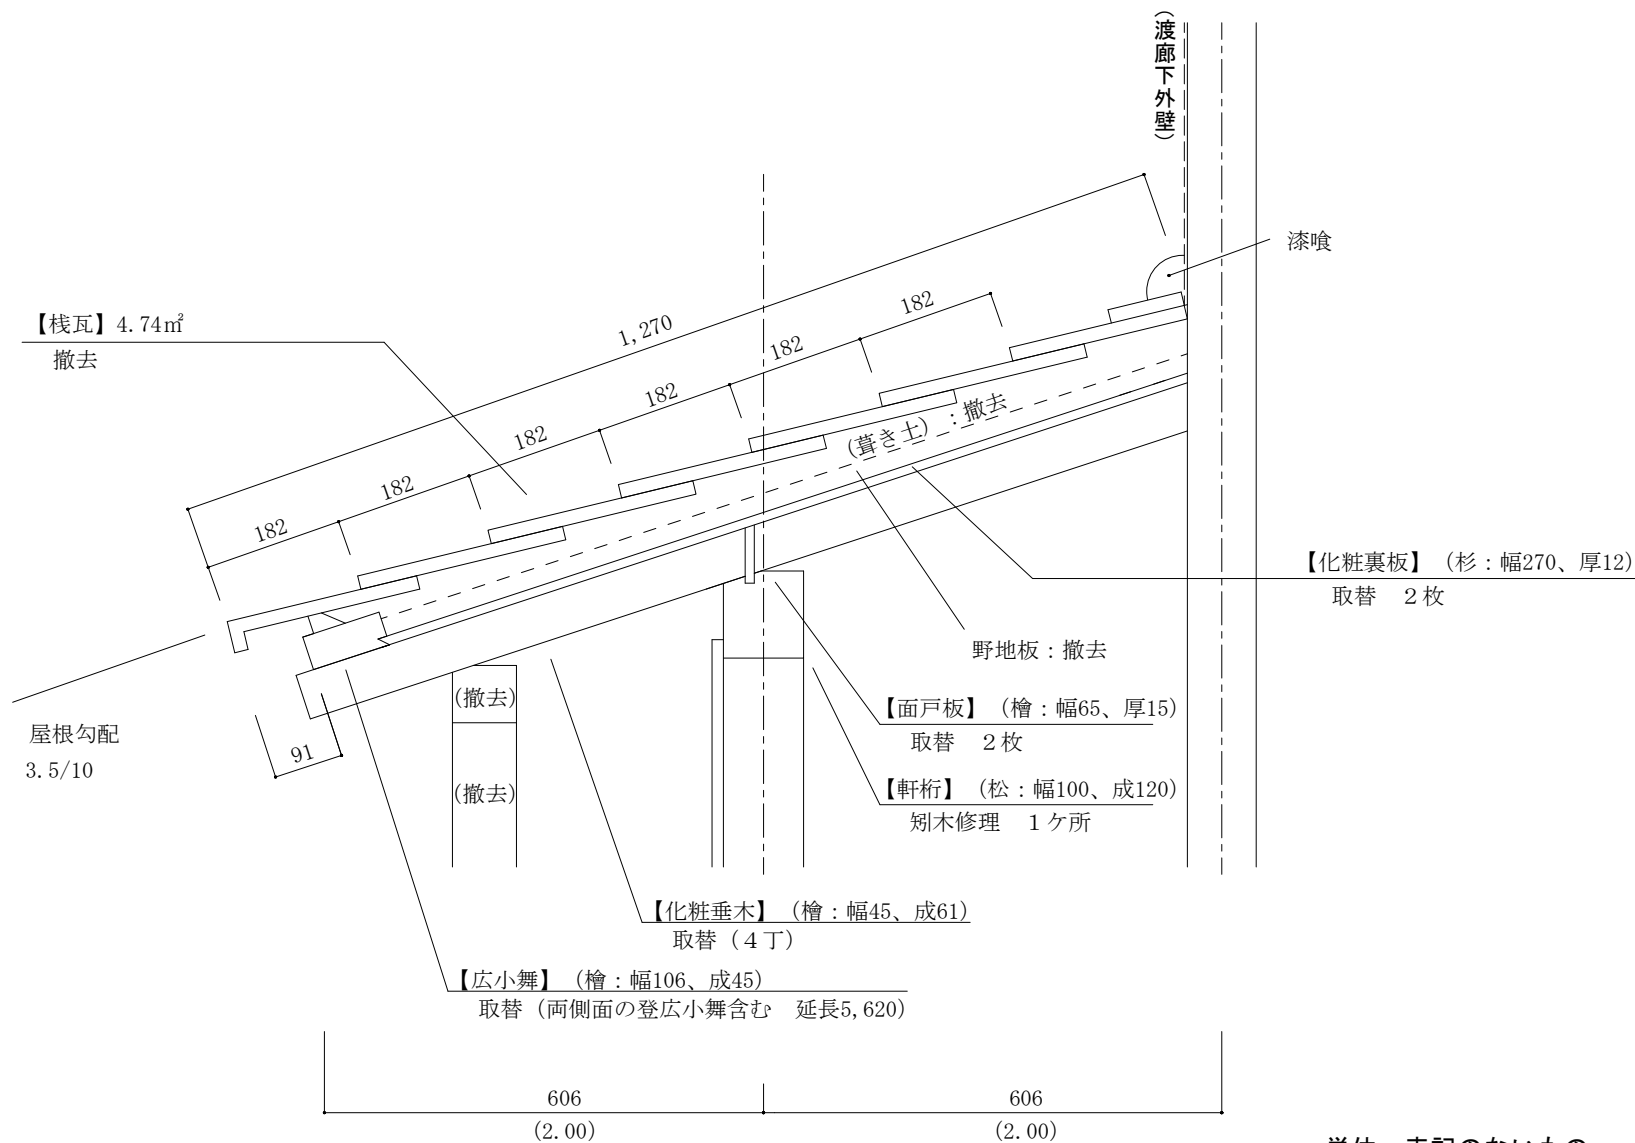 (渡廊下外壁)
漆喰
【桟瓦】4.74㎡
撤去
1,270
182
182
182
182
182
182
(葺き土)：撤去
【化粧裏板】（杉：幅270、厚12）
取替　２枚
野地板：撤去
(撤去)
【面戸板】（檜：幅65、厚15）
取替　２枚
屋根勾配
3.5/10
91
(撤去)
【軒桁】（松：幅100、成120）
矧木修理　１ケ所
【化粧垂木】（檜：幅45、成61）
取替（４丁）
【広小舞】（檜：幅106、成45）
取替（両側面の登広小舞含む　延長5,620）
606
606
(2.00)
(2.00)